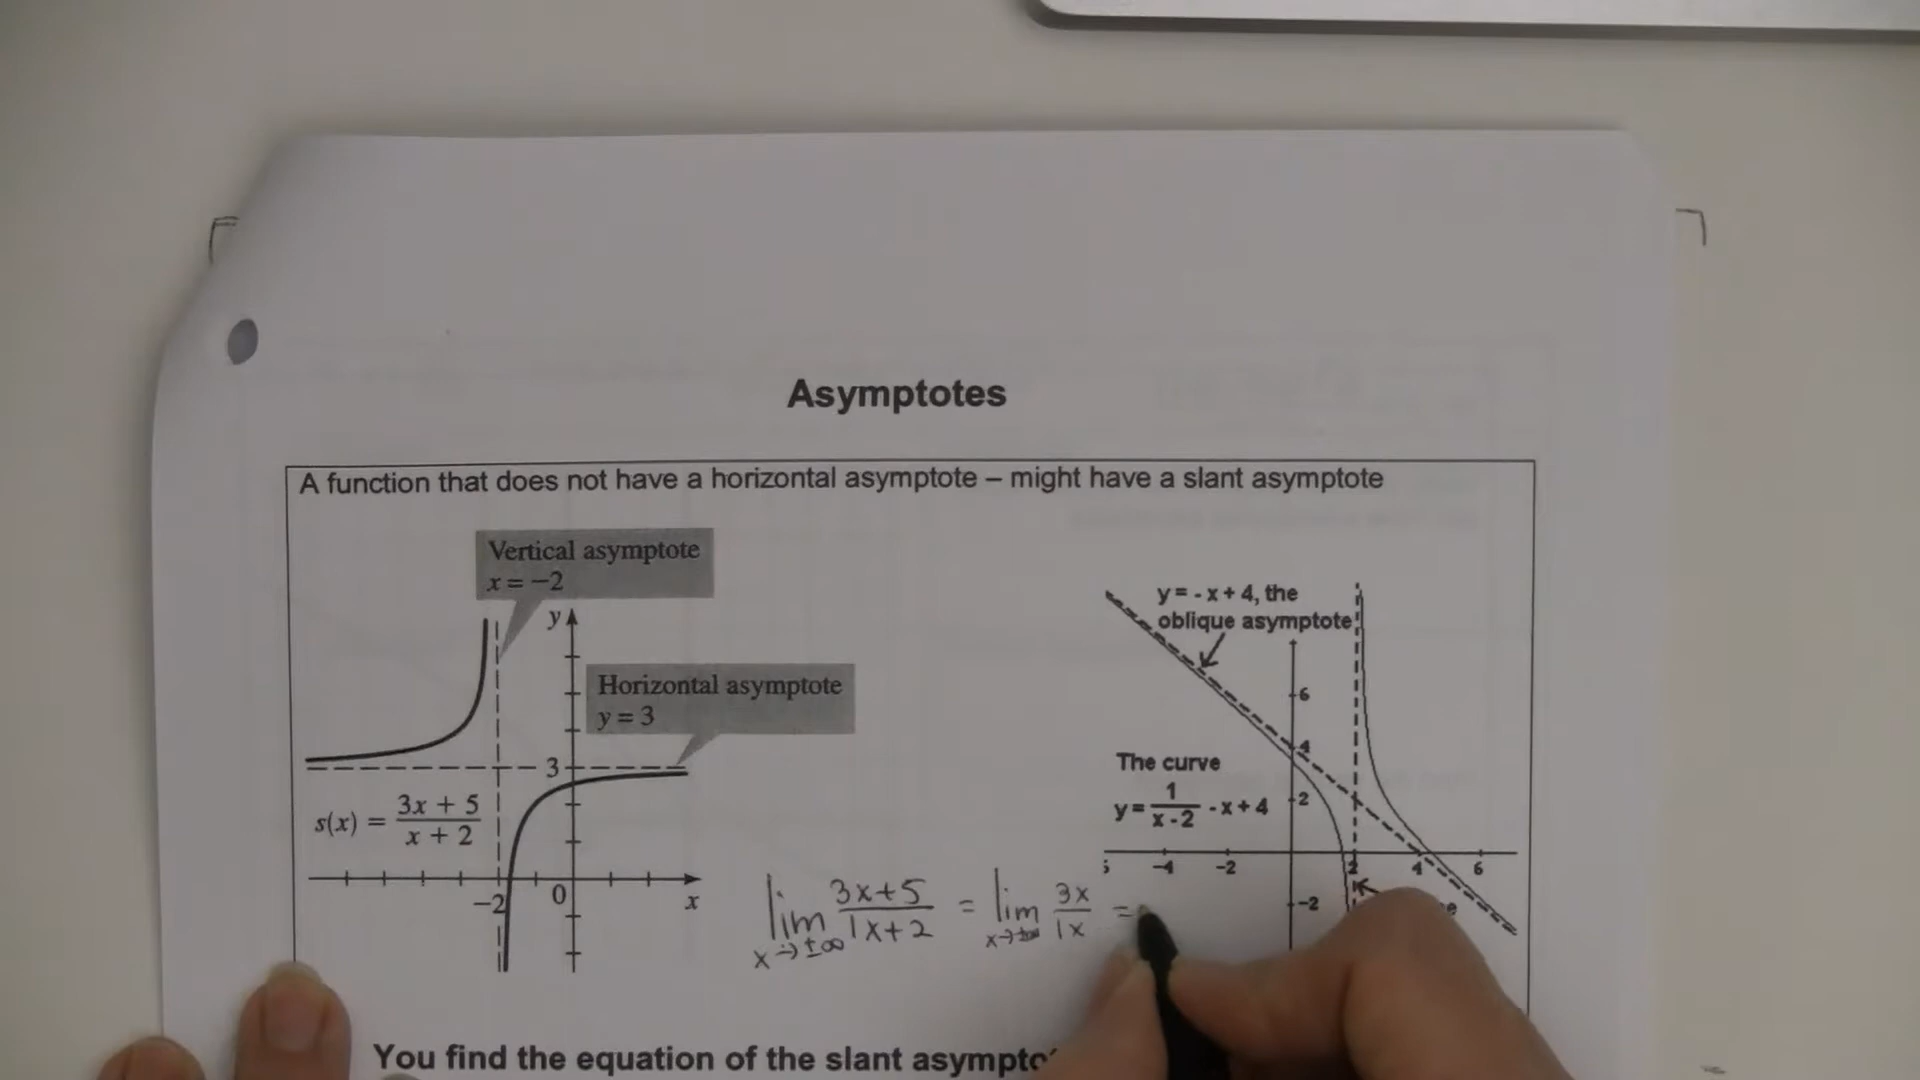 Asymptotes
A function that does not have a horizontal asymptote – might have a slant asymptote
Vertical asymptote
x = −2
y
Horizontal asymptote
y = 3
3
s(x) = 3x + 5 / x + 2
−2
0
x
lim x→±∞ 3x+5 / 1x+2 = lim x→±∞ 3x / 1x =
y = - x + 4, the
oblique asymptote
6
4
The curve
y = 1 / x - 2 - x + 4
2
-4 -2 2 4 6
-2
You find the equation of the slant